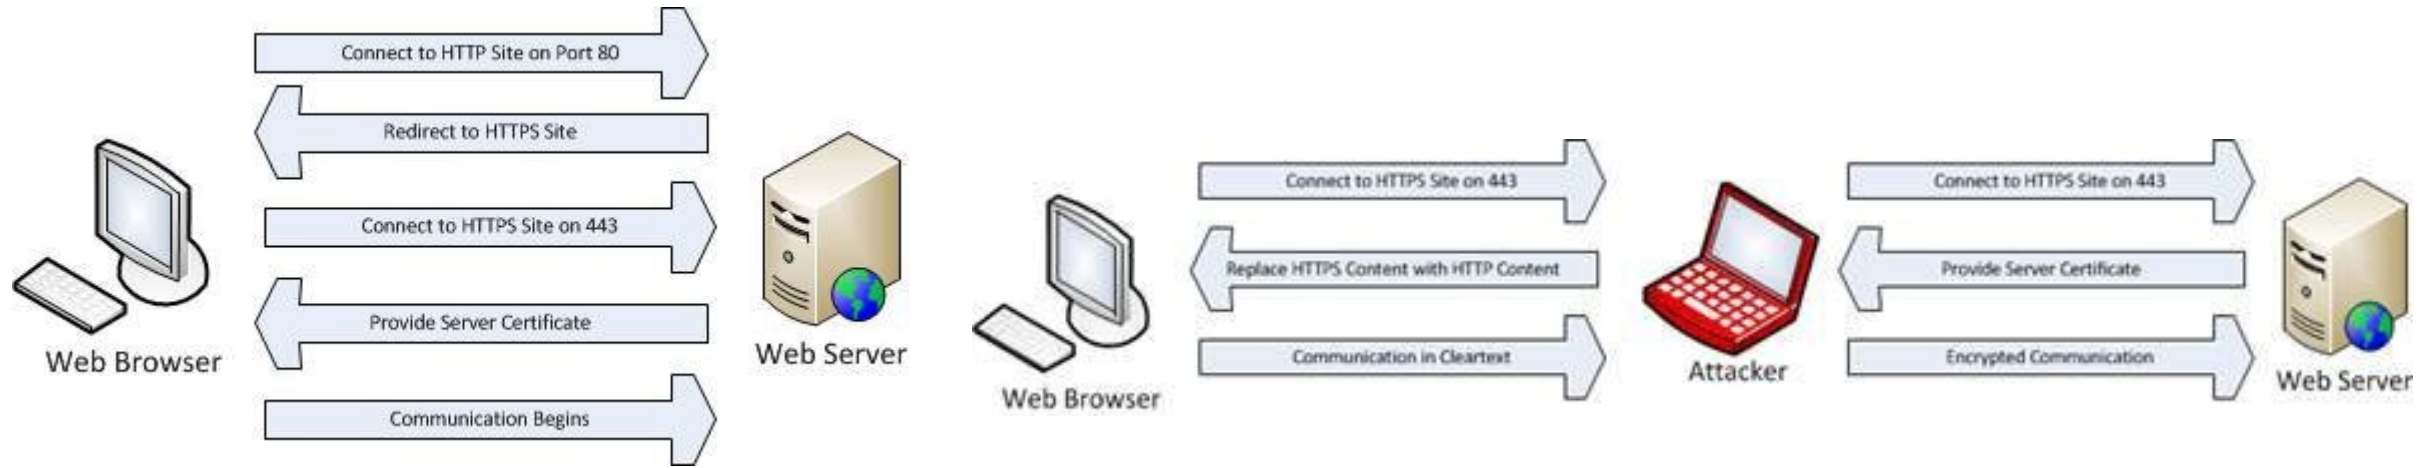 Connect to HTTP Site on Port 80
Redirect to HTTPS Site
Connect to HTTPS Site on 443
Provide Server Certificate
Communication Begins
Web Browser
Web Server
Connect to HTTPS Site on 443
Replace HTTPS Content with HTTP Content
Communication in Cleartext
Web Browser
Attacker
Connect to HTTPS Site on 443
Provide Server Certificate
Encrypted Communication
Web Server